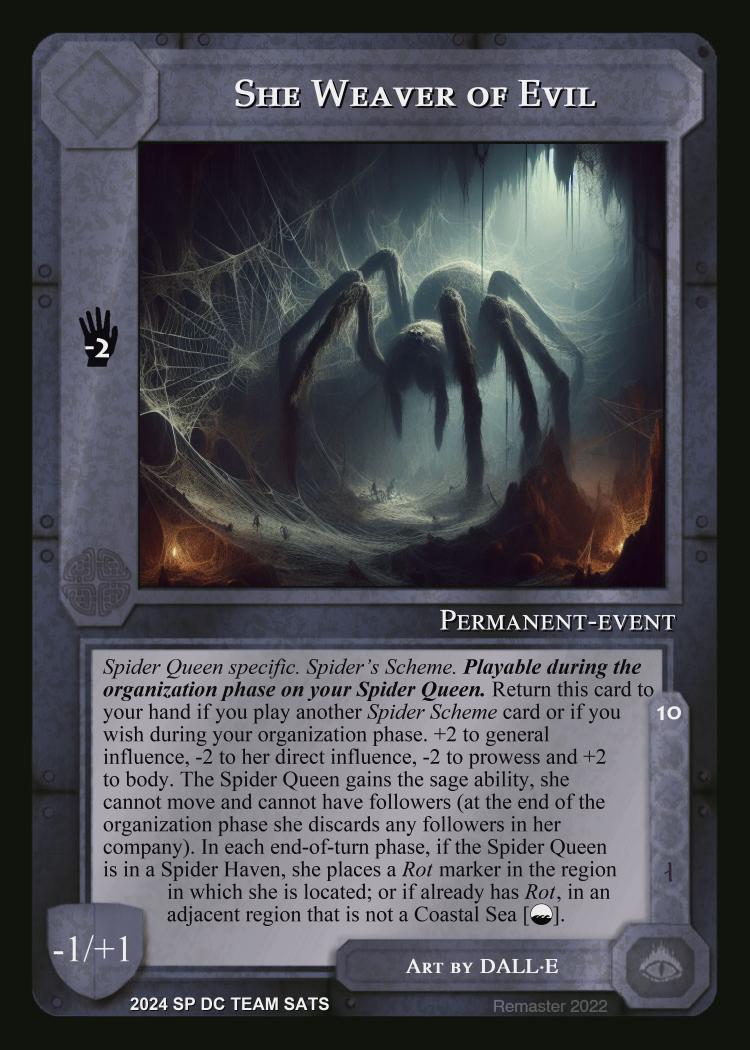 She Weaver of Evil
-2
Permanent-event
Spider Queen specific. Spider's Scheme. Playable during the
organization phase on your Spider Queen. Return this card to
your hand if you play another Spider Scheme card or if you
10
wish during your organization phase. +2 to general
influence, -2 to her direct influence, -2 to prowess and +2
to body. The Spider Queen gains the sage ability, she
cannot move and cannot have followers (at the end of the
organization phase she discards any followers in her
company). In each end-of-turn phase, if the Spider Queen
is in a Spider Haven, she places a Rot marker in the region
in which she is located; or if already has Rot, in an
adjacent region that is not a Coastal Sea [ ].
-1/+1
Art by DALL·E
2024 SP DC TEAM SATS
Remaster 2022